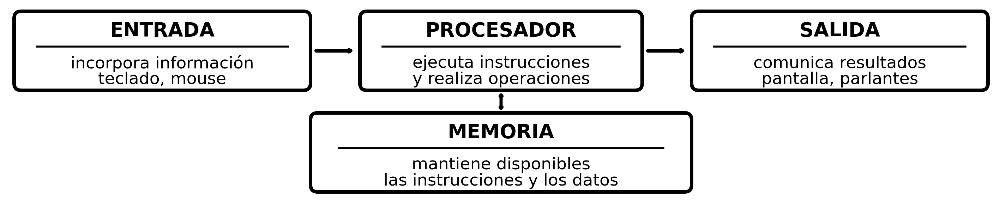 ENTRADA
incorpora información
teclado, mouse
PROCESADOR
ejecuta instrucciones
y realiza operaciones
SALIDA
comunica resultados
pantalla, parlantes
MEMORIA
mantiene disponibles
las instrucciones y los datos